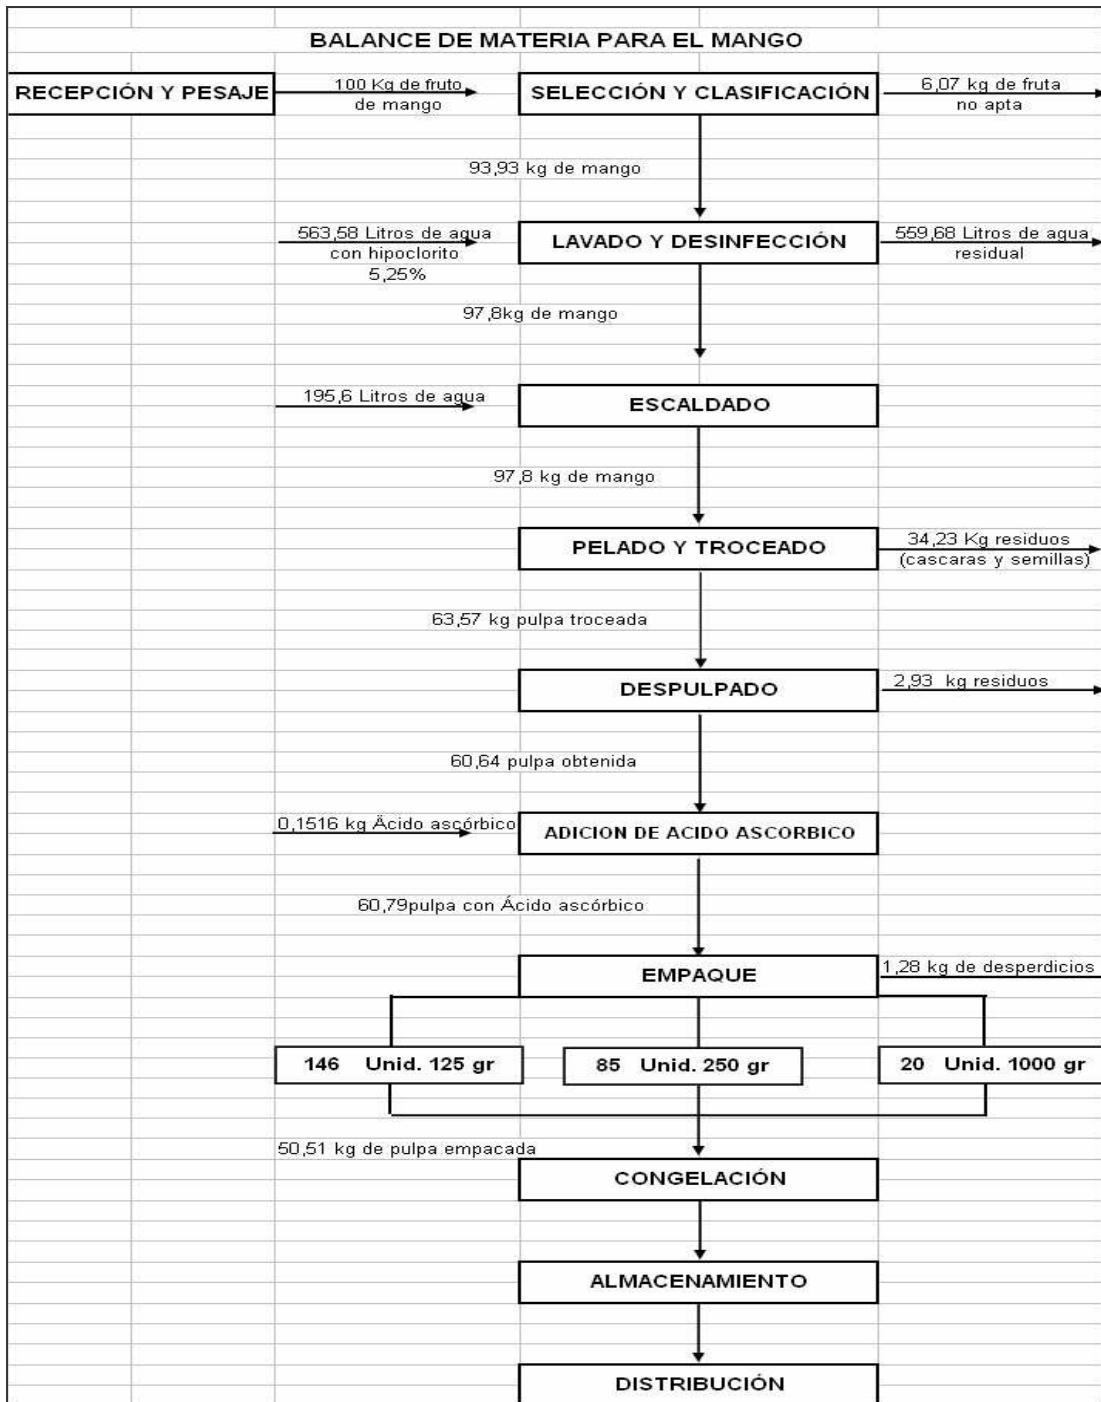 BALANCE DE MATERIA PARA EL MANGO
RECEPCIÓN Y PESAJE
100 Kg de fruto
de mango
SELECCIÓN Y CLASIFICACIÓN
6,07 kg de fruta
no apta
93,93 kg de mango
563,58 Litros de agua
con hipoclorito
5,25%
LAVADO Y DESINFECCIÓN
559,68 Litros de agua
residual
97,8kg de mango
195,6 Litros de agua
ESCALDADO
97,8 kg de mango
PELADO Y TROCEADO
34,23 Kg residuos
(cascaras y semillas)
63,57 kg pulpa troceada
DESPULPADO
2,93 kg residuos
60,64 pulpa obtenida
0,1516 kg Äcido ascórbico
ADICION DE ACIDO ASCORBICO
60,79pulpa con Ácido ascórbico
EMPAQUE
1,28 kg de desperdicios
146 Unid. 125 gr
85 Unid. 250 gr
20 Unid. 1000 gr
50,51 kg de pulpa empacada
CONGELACIÓN
ALMACENAMIENTO
DISTRIBUCIÓN